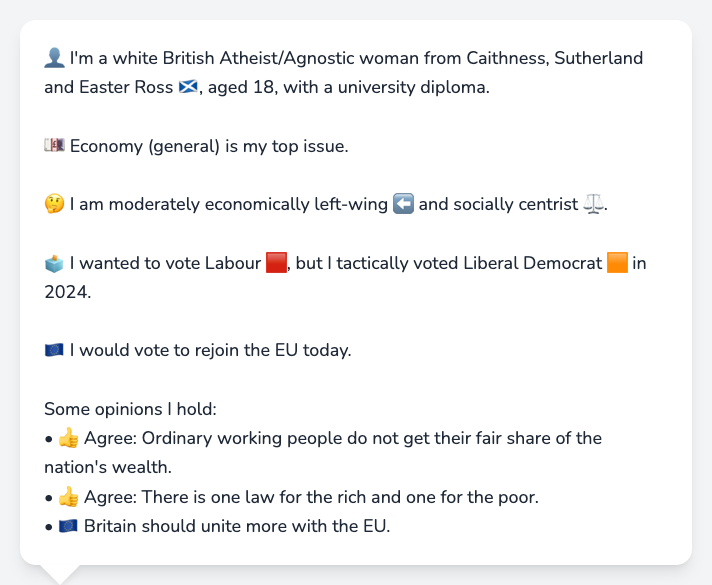 👤 I'm a white British Atheist/Agnostic woman from Caithness, Sutherland
and Easter Ross 🏴󠁧󠁢󠁳󠁣󠁴󠁿, aged 18, with a university diploma.
💷 Economy (general) is my top issue.
🤔 I am moderately economically left-wing ⬅️ and socially centrist ⚖️.
🗳️ I wanted to vote Labour 🟥, but I tactically voted Liberal Democrat 🟧 in
2024.
🇪🇺 I would vote to rejoin the EU today.
Some opinions I hold:
• 👍 Agree: Ordinary working people do not get their fair share of the
nation's wealth.
• 👍 Agree: There is one law for the rich and one for the poor.
• 🇪🇺 Britain should unite more with the EU.